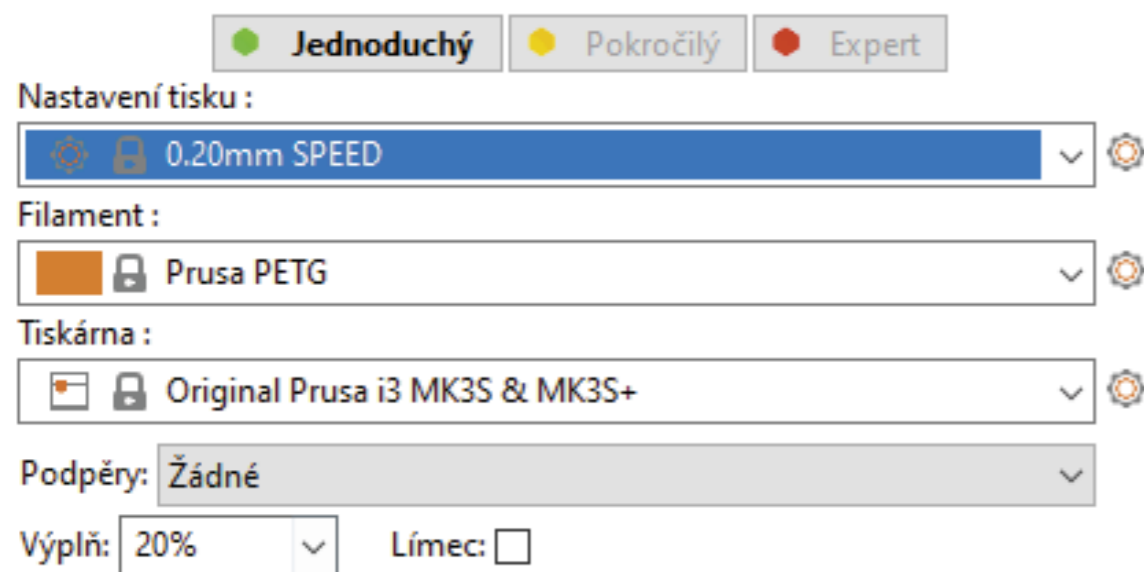 Jednoduchý Pokročilý Expert
Nastavení tisku :
0.20mm SPEED
Filament :
Prusa PETG
Tiskárna :
Original Prusa i3 MK3S & MK3S+
Podpěry: Žádné
Výplň: 20% Límec: